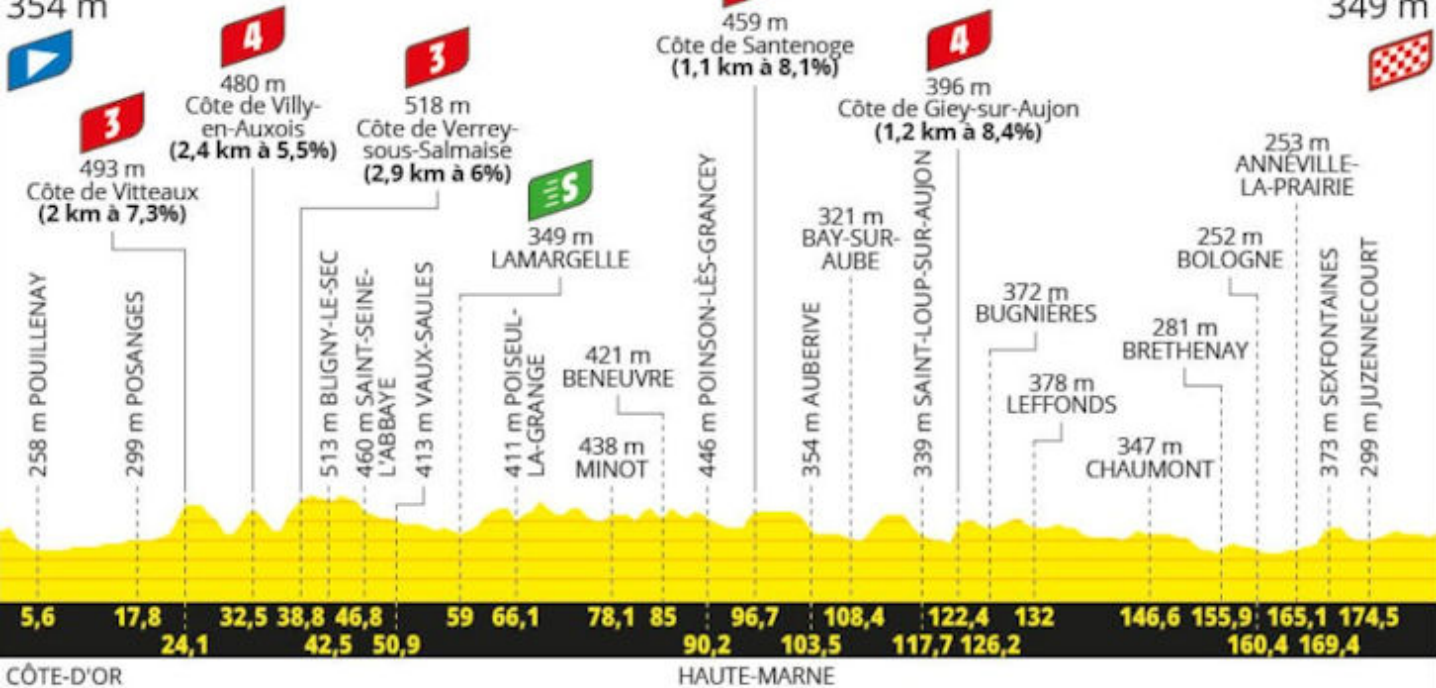 354 m
349 m
3
493 m
Côte de Vitteaux
(2 km à 7,3%)
4
480 m
Côte de Villy-
en-Auxois
(2,4 km à 5,5%)
3
518 m
Côte de Verrey-
sous-Salmaise
(2,9 km à 6%)
S
349 m
LAMARGELLE
459 m
Côte de Santenoge
(1,1 km à 8,1%)
4
396 m
Côte de Giey-sur-Aujon
(1,2 km à 8,4%)
258 m POUILLENAY
299 m POSANGES
513 m BLIGNY-LE-SEC
460 m SAINT-SEINE-
L'ABBAYE
413 m VAUX-SAULES
411 m POISEUL-
LA-GRANGE
438 m
MINOT
421 m
BENEUVRE
446 m POINSON-LÈS-GRANCEY
354 m AUBERIVE
321 m
BAY-SUR-
AUBE
339 m SAINT-LOUP-SUR-AUJON
372 m
BUGNIÈRES
378 m
LEFFONDS
347 m
CHAUMONT
281 m
BRETHENAY
252 m
BOLOGNE
253 m
ANNÉVILLE-
LA-PRAIRIE
373 m SEXFONTAINES
299 m JUZENNECOURT
5,6 17,8 32,5 38,8 46,8 59 66,1 78,1 85 96,7 108,4 122,4 132 146,6 155,9 165,1 174,5
24,1 42,5 50,9 90,2 103,5 117,7 126,2 160,4 169,4
CÔTE-D'OR HAUTE-MARNE